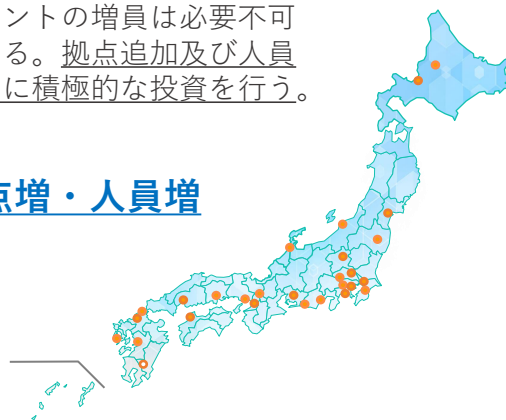 ントの増員は必要不可
る。拠点追加及び人員
に積極的な投資を行う。
点増・人員増